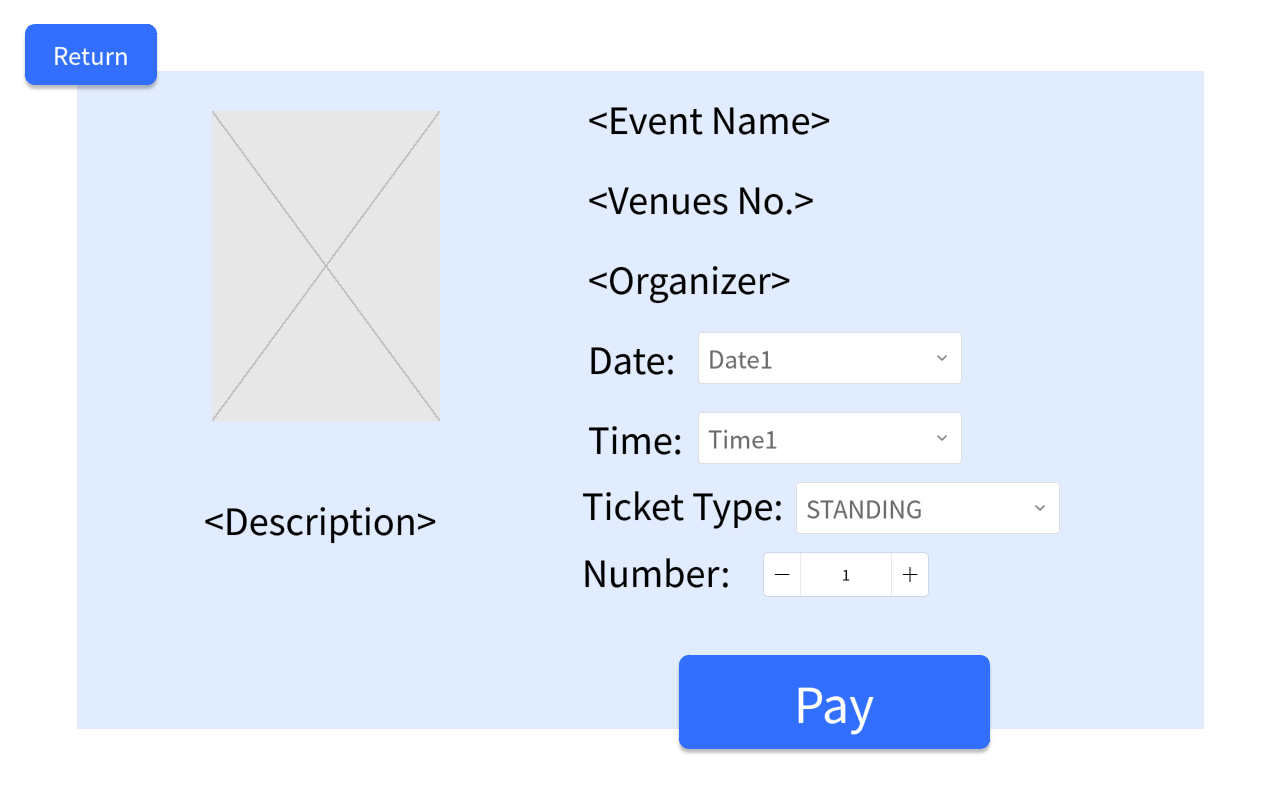 Return
<Event Name>
<Venues No.>
<Organizer>
Date: Date1
Time: Time1
Ticket Type: STANDING
<Description>
Number: 1
Pay